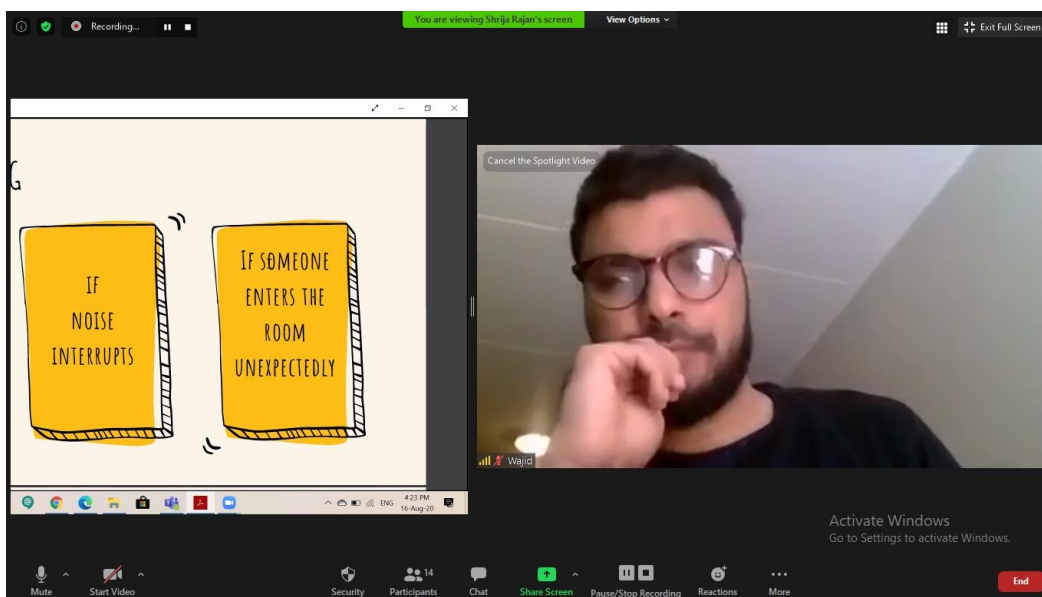 Recording...
You are viewing Shrija Rajan's screen
View Options
Exit Full Screen
G
IF
NOISE
INTERRUPTS
IF SOMEONE
ENTERS THE
ROOM
UNEXPECTEDLY
ENG
4:23 PM
16-Aug-20
Cancel the Spotlight Video
Wajid
Activate Windows
Go to Settings to activate Windows.
Mute
Start Video
Security
Participants
14
Chat
Share Screen
Pause/Stop Recording
Reactions
More
End